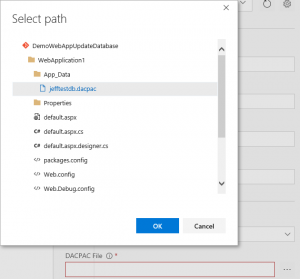 Select path
DemoWebAppUpdateDatabase
WebApplication1
App_Data
jefftestdb.dacpac
Properties
default.aspx
C# default.aspx.cs
C# default.aspx.designer.cs
</> packages.config
</> Web.config
</> Web.Debug.config
OK Cancel
DACPAC File *
...